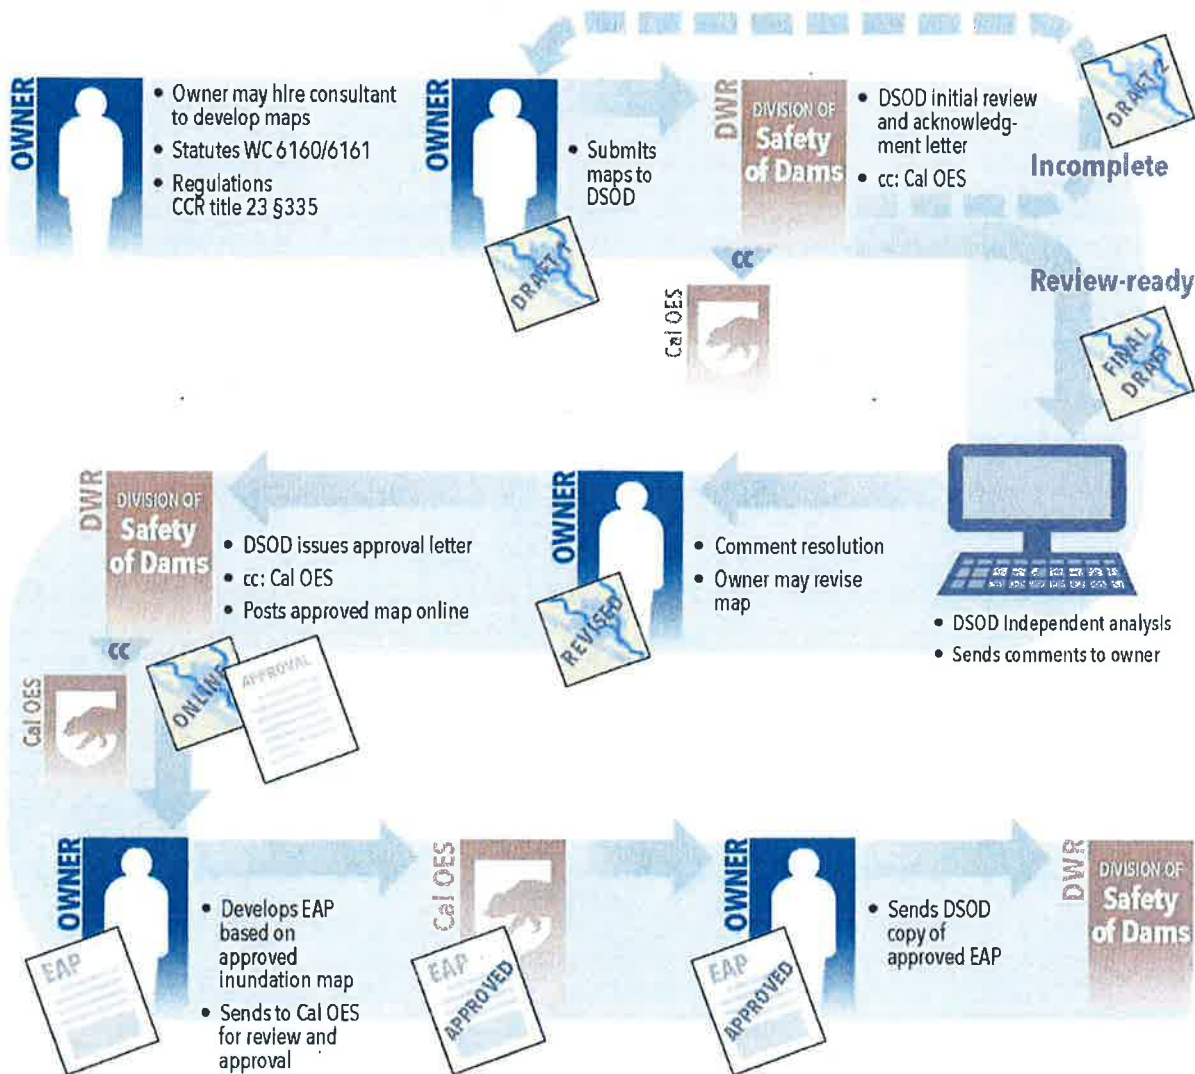 OWNER
• Owner may hire consultant
to develop maps
• Statutes WC 6160/6161
• Regulations
CCR title 23 §335
OWNER
• Submits
maps to
DSOD
DRAFT 1
DWR
DIVISION OF
Safety
of Dams
• DSOD initial review
and acknowledg-
ment letter
• cc: Cal OES
DRAFT 2
Incomplete
cc
Cal OES
Review-ready
FINAL
DRAFT
DWR
DIVISION OF
Safety
of Dams
• DSOD issues approval letter
• cc: Cal OES
• Posts approved map online
OWNER
• Comment resolution
• Owner may revise
map
REVISED
• DSOD Independent analysis
• Sends comments to owner
cc
Cal OES
ONLINE
APPROVAL
OWNER
• Develops EAP
based on
approved
inundation map
• Sends to Cal OES
for review and
approval
EAP
Cal OES
EAP
APPROVED
OWNER
• Sends DSOD
copy of
approved EAP
EAP
APPROVED
DWR
DIVISION OF
Safety
of Dams